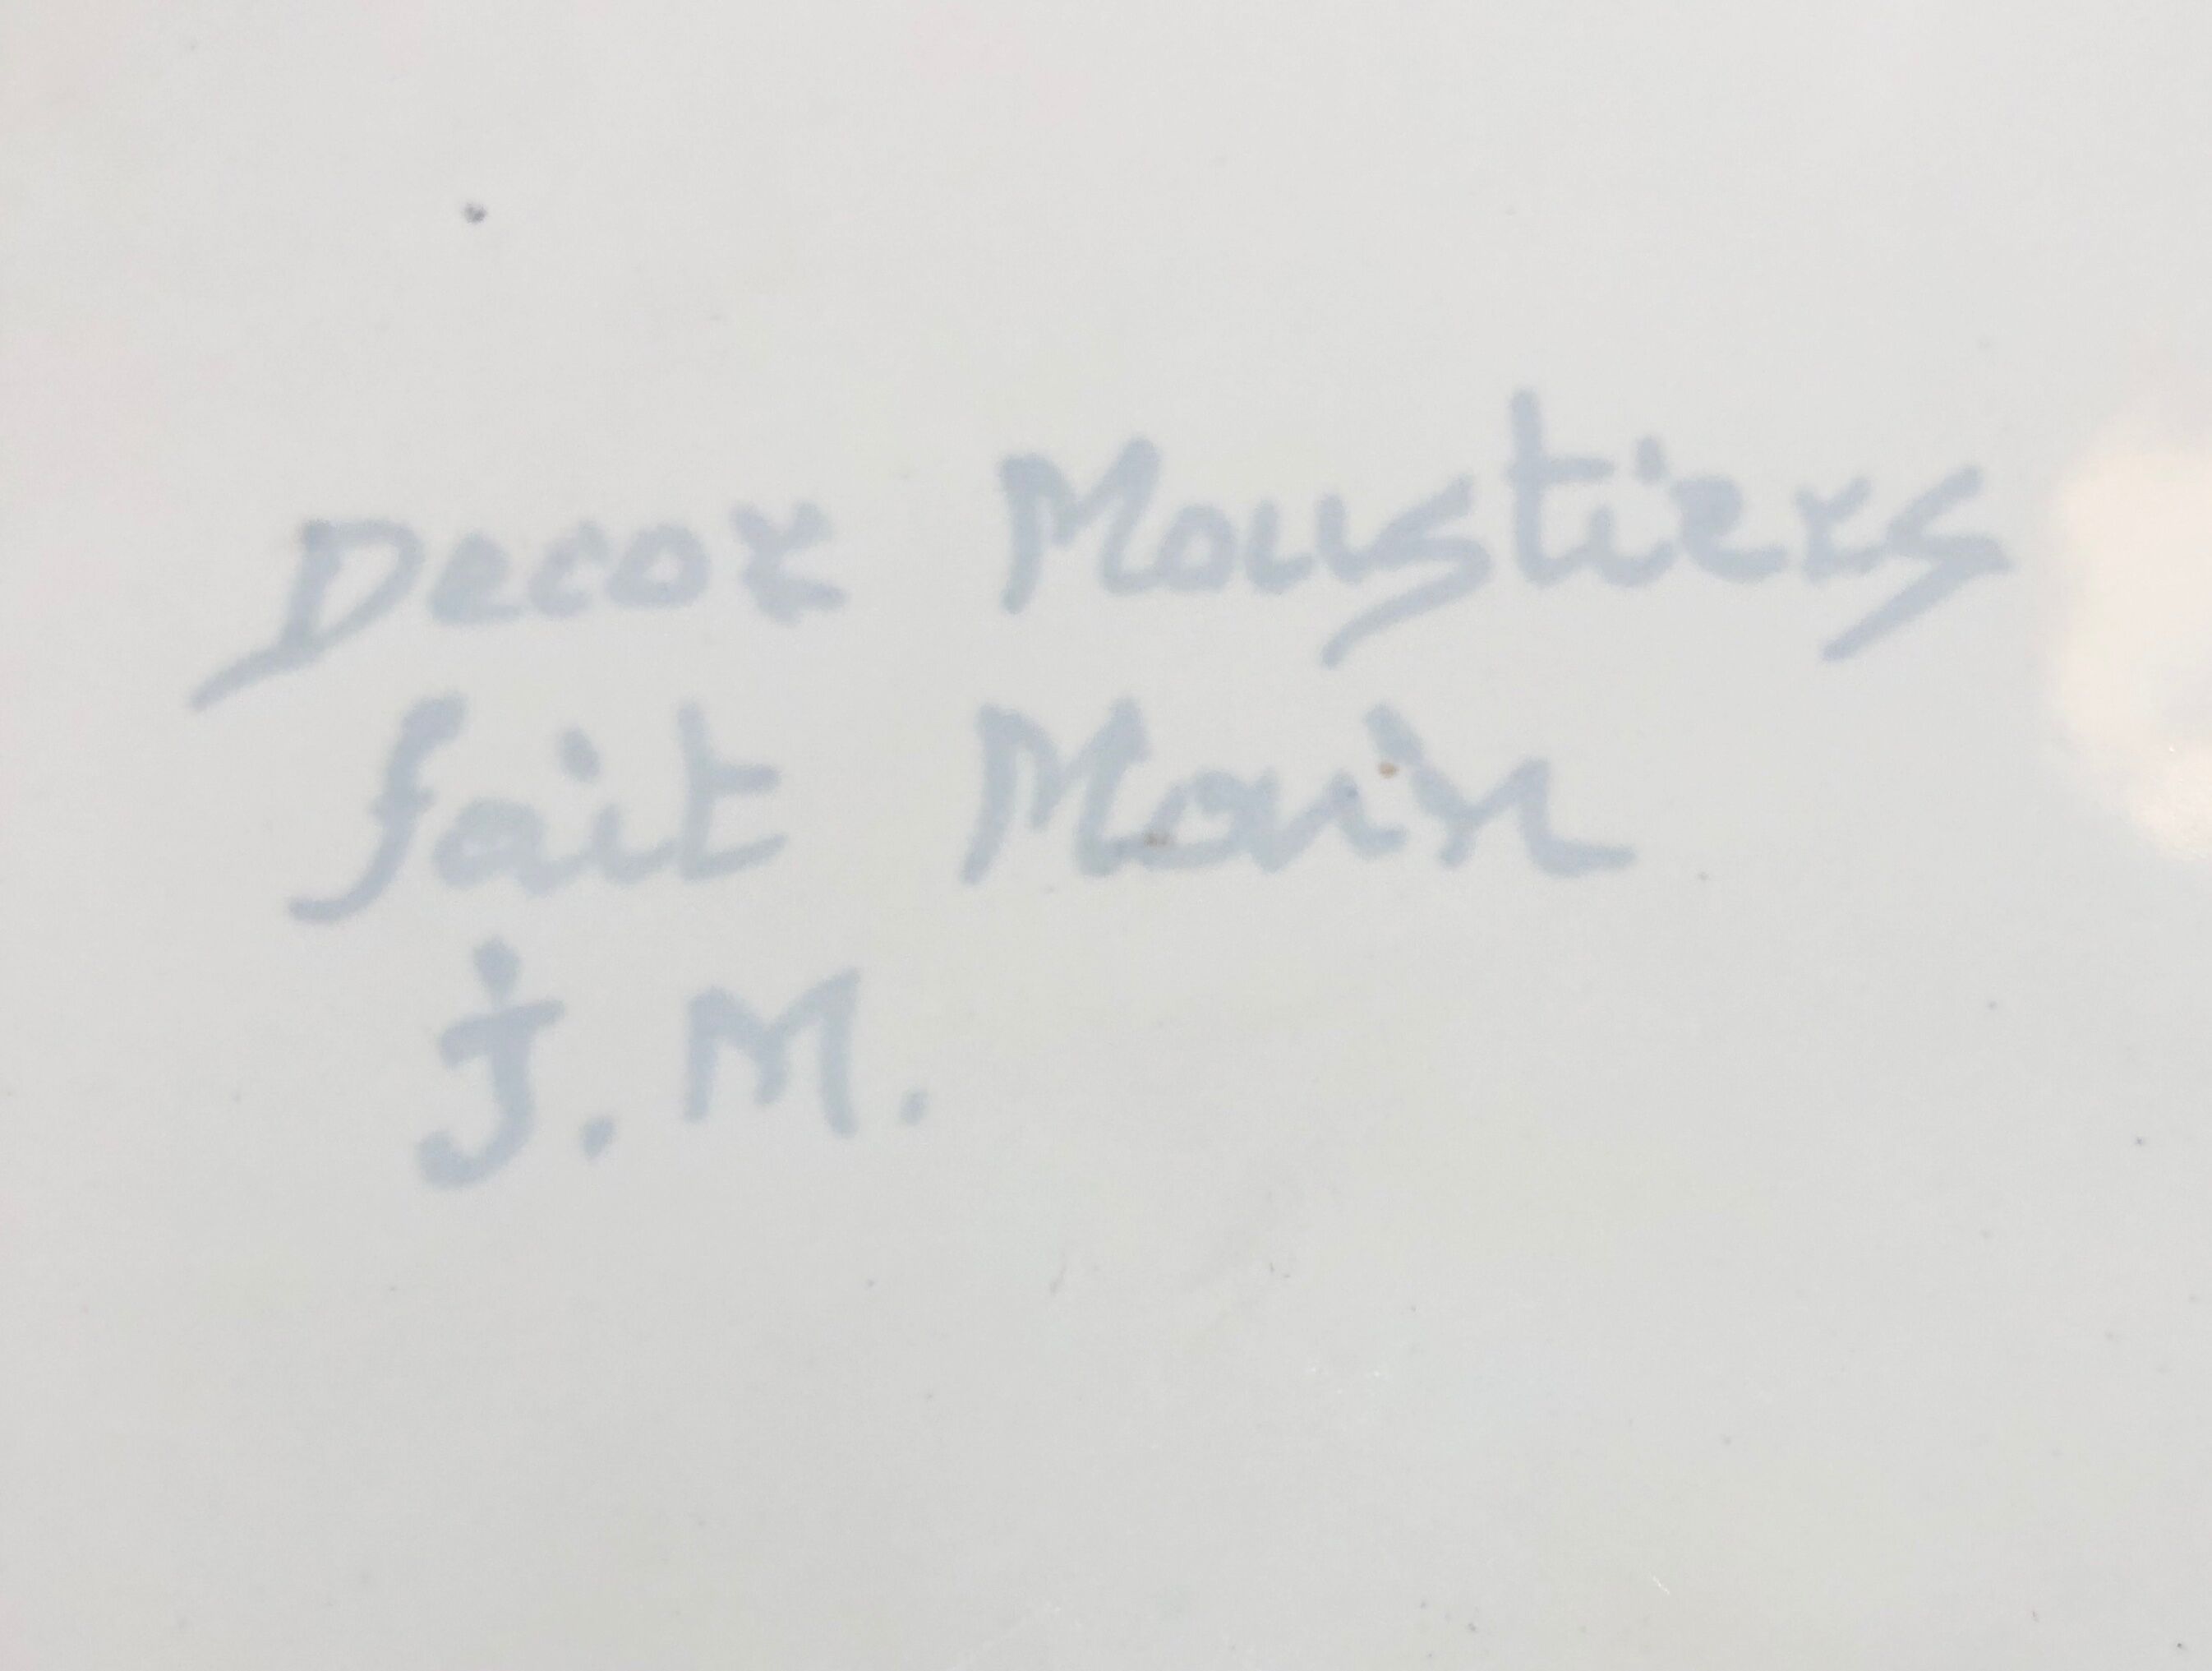 Decor Moustiers
fait Main
J.M.